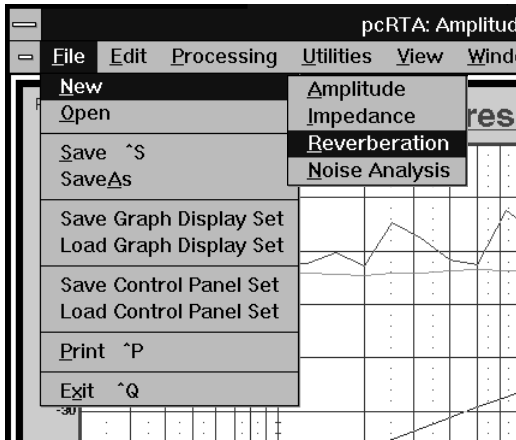 pcRTA: Amplitud
File Edit Processing Utilities View Wind
New
Open
Save ^S
SaveAs
Save Graph Display Set
Load Graph Display Set
Save Control Panel Set
Load Control Panel Set
Print ^P
Exit ^Q
Amplitude
Impedance
Reverberation
Noise Analysis
res
-30